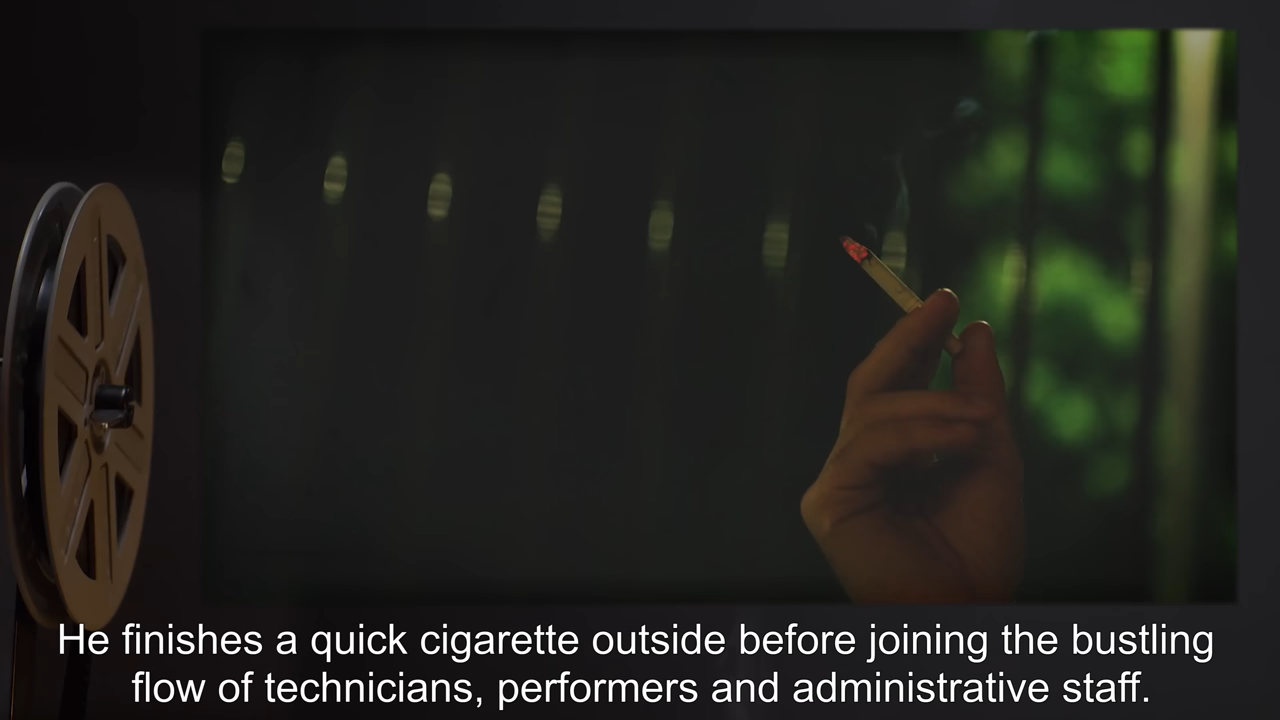 He finishes a quick cigarette outside before joining the bustling
flow of technicians, performers and administrative staff.